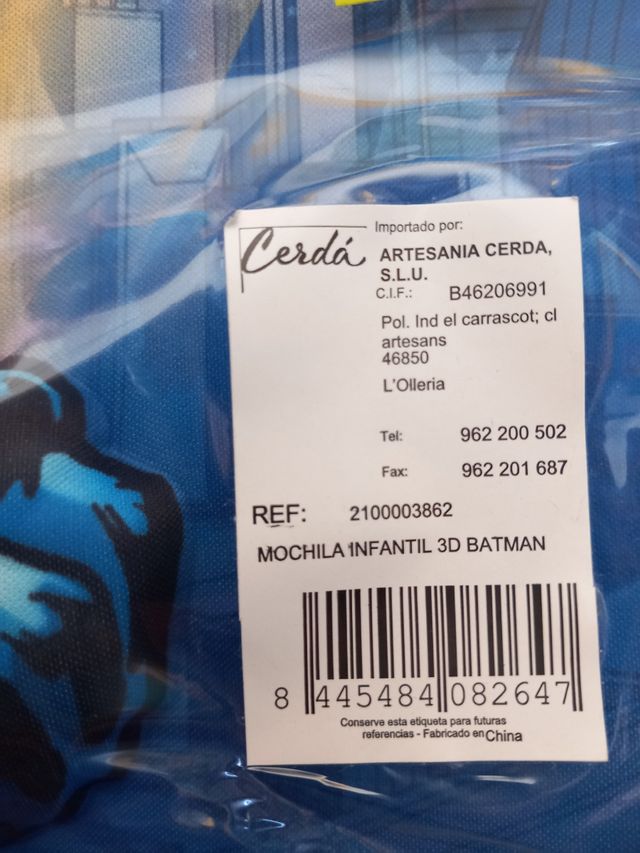 Cerdá
Importado por:
ARTESANIA CERDA,
S.L.U.
C.I.F.: B46206991
Pol. Ind el carrascot; cl
artesans
46850
L'Olleria
Tel: 962 200 502
Fax: 962 201 687
REF: 2100003862
MOCHILA INFANTIL 3D BATMAN
8 445484 082647
Conserve esta etiqueta para futuras
referencias - Fabricado en China